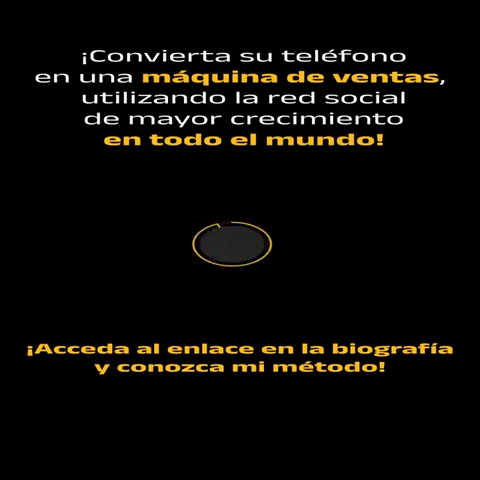 ¡Convierta su teléfono
en una máquina de ventas,
utilizando la red social
de mayor crecimiento
en todo el mundo!
¡Acceda al enlace en la biografía
y conozca mi método!